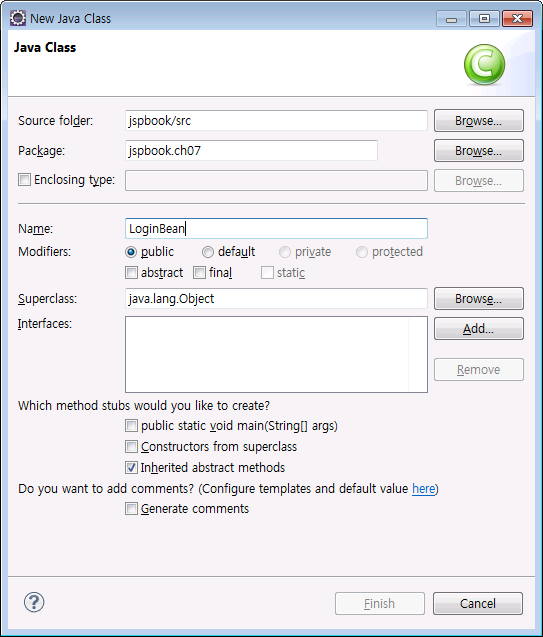 New Java Class
Java Class
C
Source folder: jspbook/src Browse...
Package: jspbook.ch07 Browse...
Enclosing type: Browse...
Name: LoginBean
Modifiers: public default private protected
abstract final static
Superclass: java.lang.Object Browse...
Interfaces: Add...
Remove
Which method stubs would you like to create?
public static void main(String[] args)
Constructors from superclass
Inherited abstract methods
Do you want to add comments? (Configure templates and default value here)
Generate comments
? Finish Cancel